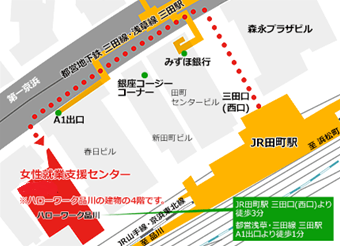 都営地下鉄 三田線・浅草線 三田駅
森永プラザビル
第一京浜
みずほ銀行
銀座コージー
コーナー
田町
センタービル
三田口
(西口)
A1出口
新田町ビル
春日ビル
JR田町駅
至 浜松町
女性就業支援センター
※ハローワーク品川の建物の4階です。
ハローワーク品川
JR山手線・京浜東北線
至 品川
JR田町駅 三田口(西口)より
徒歩3分
都営浅草・三田線 三田駅
A1出口より徒歩1分